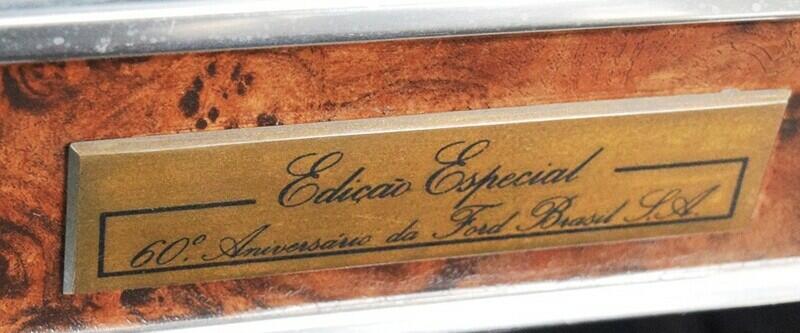 Edição Especial
60º. Aniversário da Ford Brasil S.A.